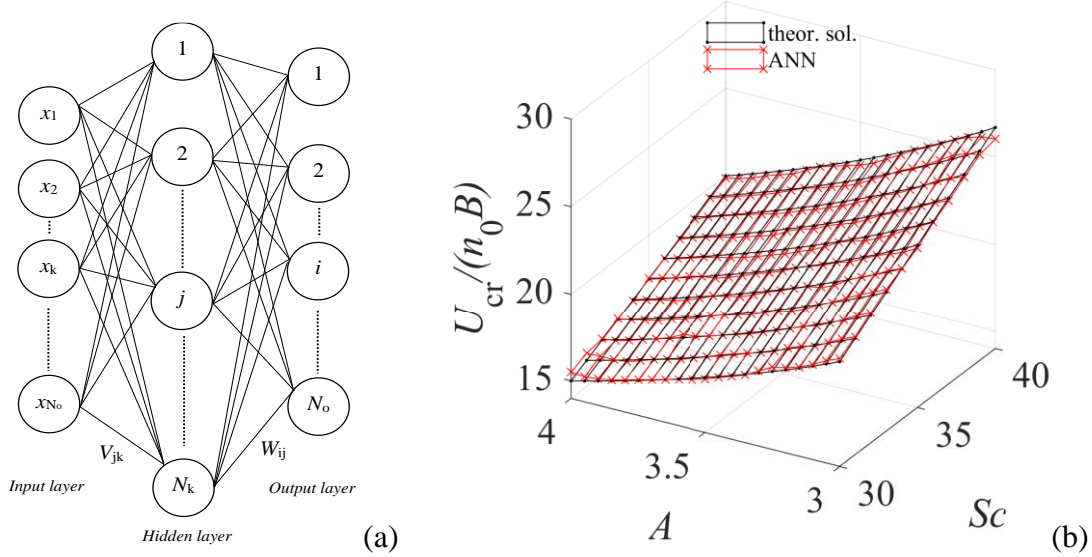 1
x1
x2
xk
xNo
2
j
Nk
1
2
i
No
Vjk
Wij
Input layer
Hidden layer
Output layer
(a)
theor. sol.
ANN
Ucr/(n0B)
30
25
20
15
4
3.5
3
A
30
35
40
Sc
(b)